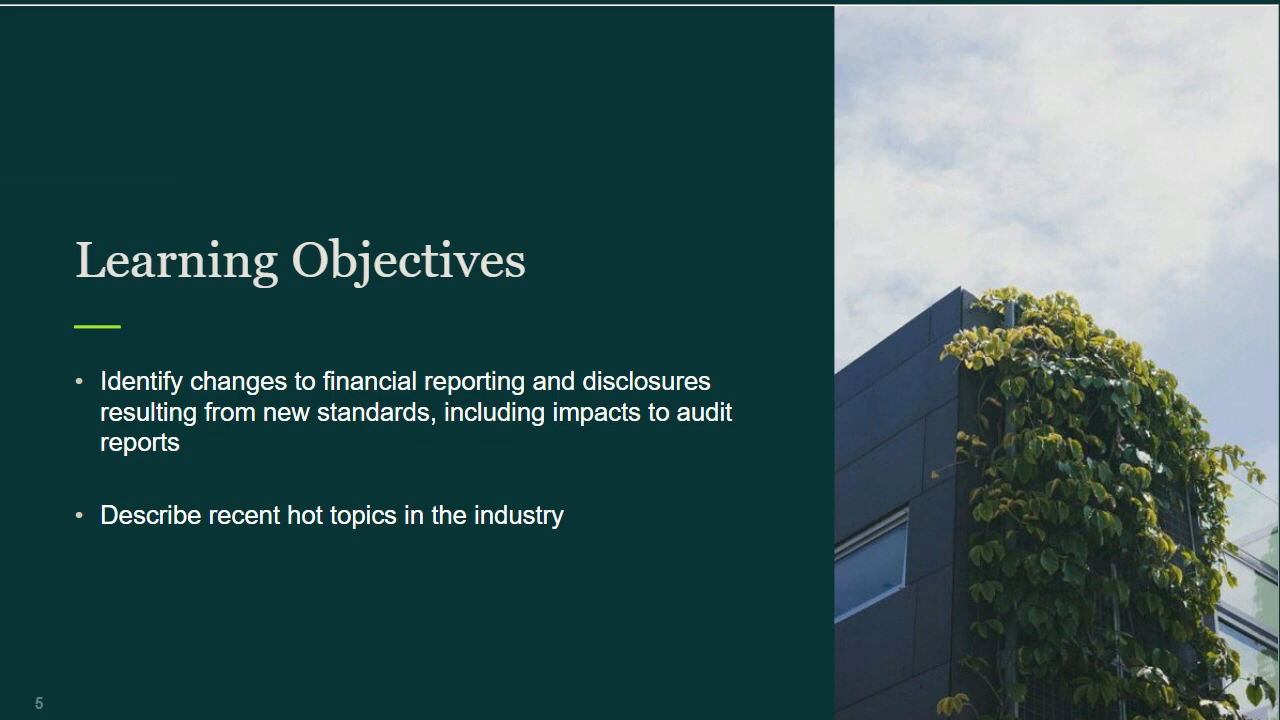 Learning Objectives
• Identify changes to financial reporting and disclosures
resulting from new standards, including impacts to audit
reports
• Describe recent hot topics in the industry
5